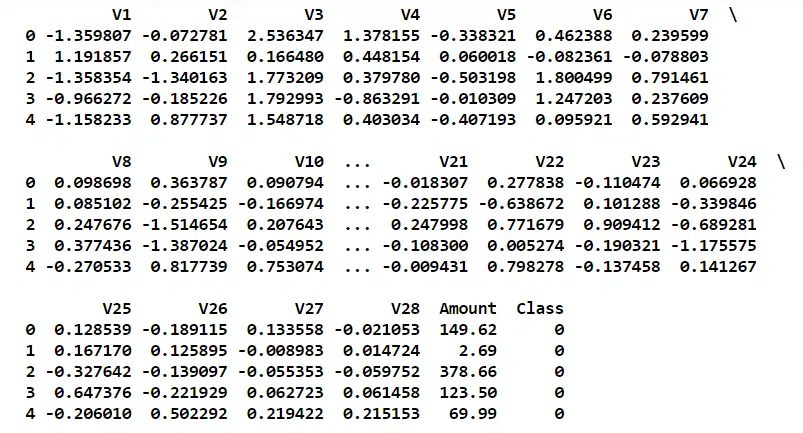 V1 V2 V3 V4 V5 V6 V7 \
0 -1.359807 -0.072781 2.536347 1.378155 -0.338321 0.462388 0.239599
1 1.191857 0.266151 0.166480 0.448154 0.060018 -0.082361 -0.078803
2 -1.358354 -1.340163 1.773209 0.379780 -0.503198 1.800499 0.791461
3 -0.966272 -0.185226 1.792993 -0.863291 -0.010309 1.247203 0.237609
4 -1.158233 0.877737 1.548718 0.403034 -0.407193 0.095921 0.592941
V8 V9 V10 ... V21 V22 V23 V24 \
0 0.098698 0.363787 0.090794 ... -0.018307 0.277838 -0.110474 0.066928
1 0.085102 -0.255425 -0.166974 ... -0.225775 -0.638672 0.101288 -0.339846
2 0.247676 -1.514654 0.207643 ... 0.247998 0.771679 0.909412 -0.689281
3 0.377436 -1.387024 -0.054952 ... -0.108300 0.005274 -0.190321 -1.175575
4 -0.270533 0.817739 0.753074 ... -0.009431 0.798278 -0.137458 0.141267
V25 V26 V27 V28 Amount Class
0 0.128539 -0.189115 0.133558 -0.021053 149.62 0
1 0.167170 0.125895 -0.008983 0.014724 2.69 0
2 -0.327642 -0.139097 -0.055353 -0.059752 378.66 0
3 0.647376 -0.221929 0.062723 0.061458 123.50 0
4 -0.206010 0.502292 0.219422 0.215153 69.99 0